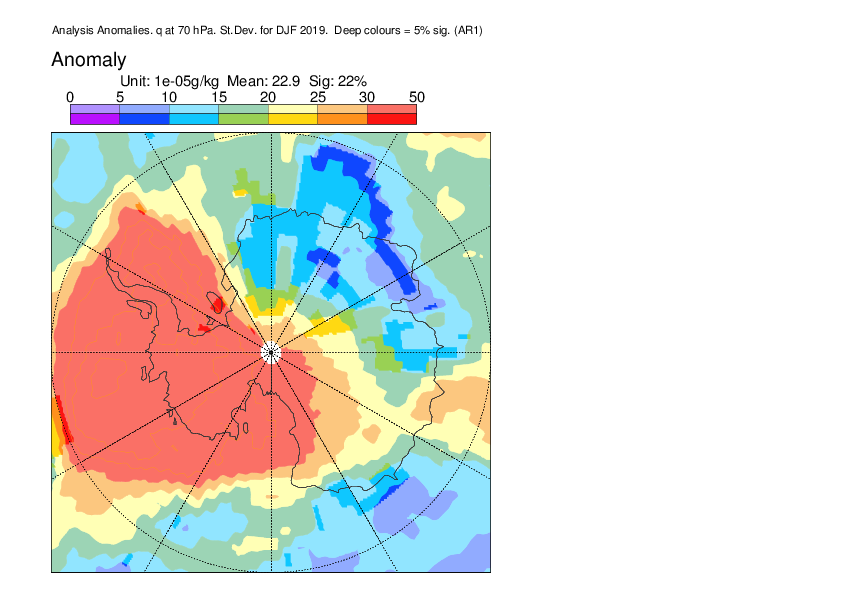 Analysis Anomalies. q at 70 hPa. St.Dev. for DJF 2019.  Deep colours = 5% sig. (AR1)
Anomaly
Unit: 1e-05g/kg  Mean: 22.9  Sig: 22%
0 5 10 15 20 25 30 50